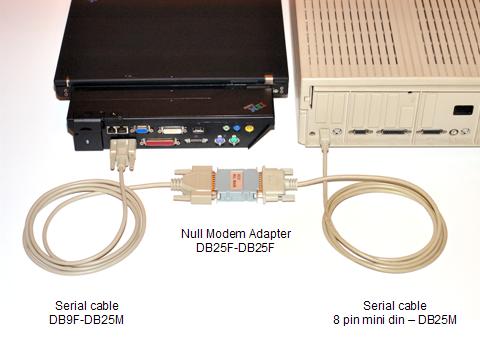 Null Modem Adapter
DB25F-DB25F
Serial cable
DB9F-DB25M
Serial cable
8 pin mini din – DB25M